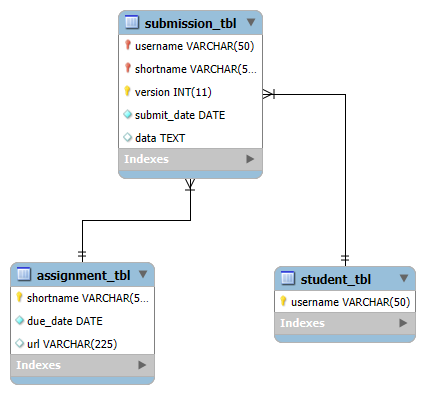 submission_tbl
username VARCHAR(50)
shortname VARCHAR(5...
version INT(11)
submit_date DATE
data TEXT
Indexes
assignment_tbl
shortname VARCHAR(5...
due_date DATE
url VARCHAR(225)
Indexes
student_tbl
username VARCHAR(50)
Indexes